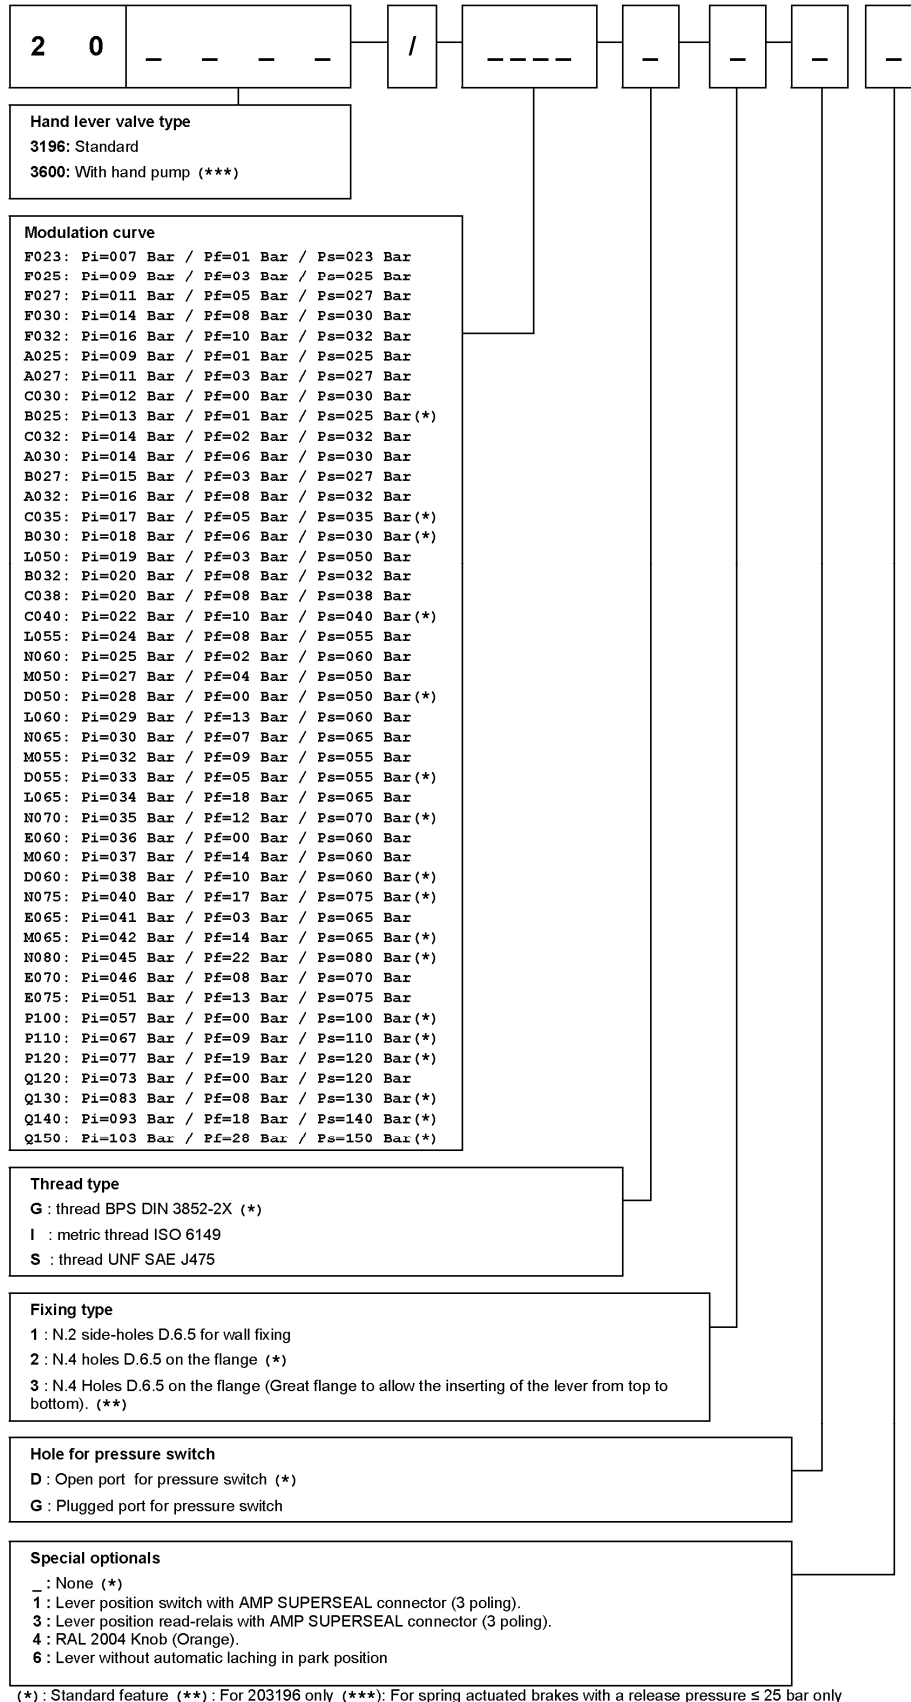 2 0 _ _ _ _ / _ _ _ _ _ _ _ _
Hand lever valve type
3196: Standard
3600: With hand pump (***)
Modulation curve
F023: Pi=007 Bar / Pf=01 Bar / Ps=023 Bar
F025: Pi=009 Bar / Pf=03 Bar / Ps=025 Bar
F027: Pi=011 Bar / Pf=05 Bar / Ps=027 Bar
F030: Pi=014 Bar / Pf=08 Bar / Ps=030 Bar
F032: Pi=016 Bar / Pf=10 Bar / Ps=032 Bar
A025: Pi=009 Bar / Pf=01 Bar / Ps=025 Bar
A027: Pi=011 Bar / Pf=03 Bar / Ps=027 Bar
C030: Pi=012 Bar / Pf=00 Bar / Ps=030 Bar
B025: Pi=013 Bar / Pf=01 Bar / Ps=025 Bar(*)
C032: Pi=014 Bar / Pf=02 Bar / Ps=032 Bar
A030: Pi=014 Bar / Pf=06 Bar / Ps=030 Bar
B027: Pi=015 Bar / Pf=03 Bar / Ps=027 Bar
A032: Pi=016 Bar / Pf=08 Bar / Ps=032 Bar
C035: Pi=017 Bar / Pf=05 Bar / Ps=035 Bar(*)
B030: Pi=018 Bar / Pf=06 Bar / Ps=030 Bar(*)
L050: Pi=019 Bar / Pf=03 Bar / Ps=050 Bar
B032: Pi=020 Bar / Pf=08 Bar / Ps=032 Bar
C038: Pi=020 Bar / Pf=08 Bar / Ps=038 Bar
C040: Pi=022 Bar / Pf=10 Bar / Ps=040 Bar(*)
L055: Pi=024 Bar / Pf=08 Bar / Ps=055 Bar
N060: Pi=025 Bar / Pf=02 Bar / Ps=060 Bar
M050: Pi=027 Bar / Pf=04 Bar / Ps=050 Bar
D050: Pi=028 Bar / Pf=00 Bar / Ps=050 Bar(*)
L060: Pi=029 Bar / Pf=13 Bar / Ps=060 Bar
N065: Pi=030 Bar / Pf=07 Bar / Ps=065 Bar
M055: Pi=032 Bar / Pf=09 Bar / Ps=055 Bar
D055: Pi=033 Bar / Pf=05 Bar / Ps=055 Bar(*)
L065: Pi=034 Bar / Pf=18 Bar / Ps=065 Bar
N070: Pi=035 Bar / Pf=12 Bar / Ps=070 Bar(*)
E060: Pi=036 Bar / Pf=00 Bar / Ps=060 Bar
M060: Pi=037 Bar / Pf=14 Bar / Ps=060 Bar
D060: Pi=038 Bar / Pf=10 Bar / Ps=060 Bar(*)
N075: Pi=040 Bar / Pf=17 Bar / Ps=075 Bar(*)
E065: Pi=041 Bar / Pf=03 Bar / Ps=065 Bar
M065: Pi=042 Bar / Pf=14 Bar / Ps=065 Bar(*)
N080: Pi=045 Bar / Pf=22 Bar / Ps=080 Bar(*)
E070: Pi=046 Bar / Pf=08 Bar / Ps=070 Bar
E075: Pi=051 Bar / Pf=13 Bar / Ps=075 Bar
P100: Pi=057 Bar / Pf=00 Bar / Ps=100 Bar(*)
P110: Pi=067 Bar / Pf=09 Bar / Ps=110 Bar(*)
P120: Pi=077 Bar / Pf=19 Bar / Ps=120 Bar(*)
Q120: Pi=073 Bar / Pf=00 Bar / Ps=120 Bar
Q130: Pi=083 Bar / Pf=08 Bar / Ps=130 Bar(*)
Q140: Pi=093 Bar / Pf=18 Bar / Ps=140 Bar(*)
Q150: Pi=103 Bar / Pf=28 Bar / Ps=150 Bar(*)
Thread type
G : thread BPS DIN 3852-2X (*)
I : metric thread ISO 6149
S : thread UNF SAE J475
Fixing type
1 : N.2 side-holes D.6.5 for wall fixing
2 : N.4 holes D.6.5 on the flange (*)
3 : N.4 Holes D.6.5 on the flange (Great flange to allow the inserting of the lever from top to
bottom). (**)
Hole for pressure switch
D : Open port for pressure switch (*)
G : Plugged port for pressure switch
Special optionals
_ : None (*)
1 : Lever position switch with AMP SUPERSEAL connector (3 poling).
3 : Lever position read-relais with AMP SUPERSEAL connector (3 poling).
4 : RAL 2004 Knob (Orange).
6 : Lever without automatic laching in park position
(*) : Standard feature (**) : For 203196 only (***): For spring actuated brakes with a release pressure ≤ 25 bar only